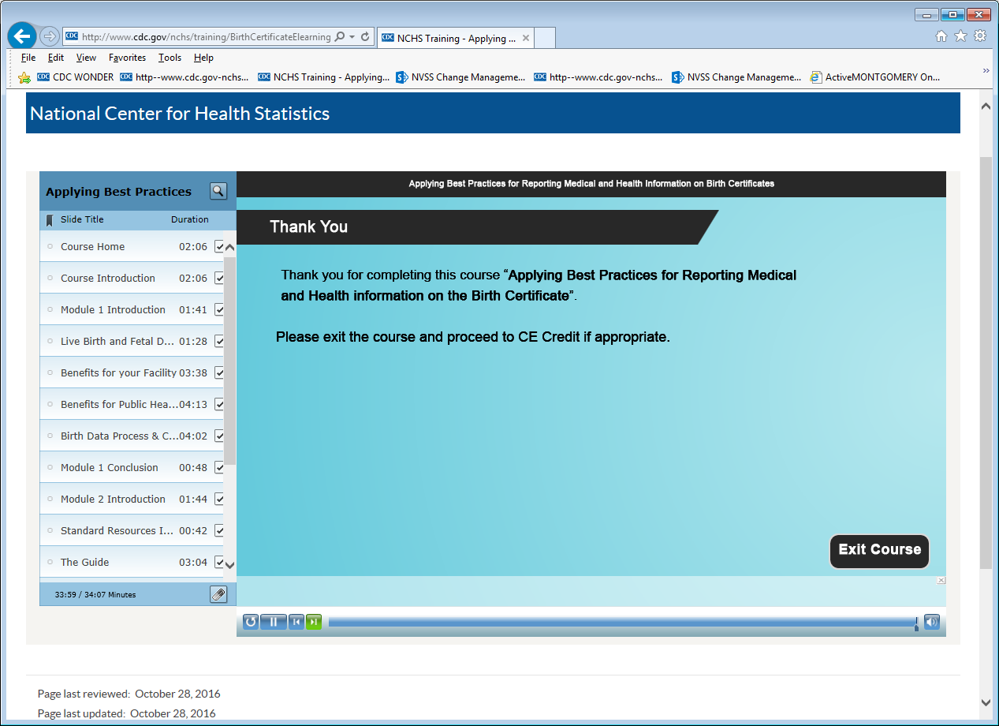 http://www.cdc.gov/nchs/training/BirthCertificateElearning
CDC NCHS Training - Applying ...
File Edit View Favorites Tools Help
CDC CDC WONDER CDC http--www.cdc.gov-nchs... CDC NCHS Training - Applying... NVSS Change Manageme... CDC http--www.cdc.gov-nchs... NVSS Change Manageme... ActiveMONTGOMERY On...
National Center for Health Statistics
Applying Best Practices
Slide Title Duration
Course Home 02:06
Course Introduction 02:06
Module 1 Introduction 01:41
Live Birth and Fetal D... 01:28
Benefits for your Facility 03:38
Benefits for Public Hea... 04:13
Birth Data Process & C... 04:02
Module 1 Conclusion 00:48
Module 2 Introduction 01:44
Standard Resources I... 00:42
The Guide 03:04
33:59 / 34:07 Minutes
Applying Best Practices for Reporting Medical and Health Information on Birth Certificates
Thank You
Thank you for completing this course “Applying Best Practices for Reporting Medical
and Health information on the Birth Certificate”.
Please exit the course and proceed to CE Credit if appropriate.
Exit Course
Page last reviewed: October 28, 2016
Page last updated: October 28, 2016